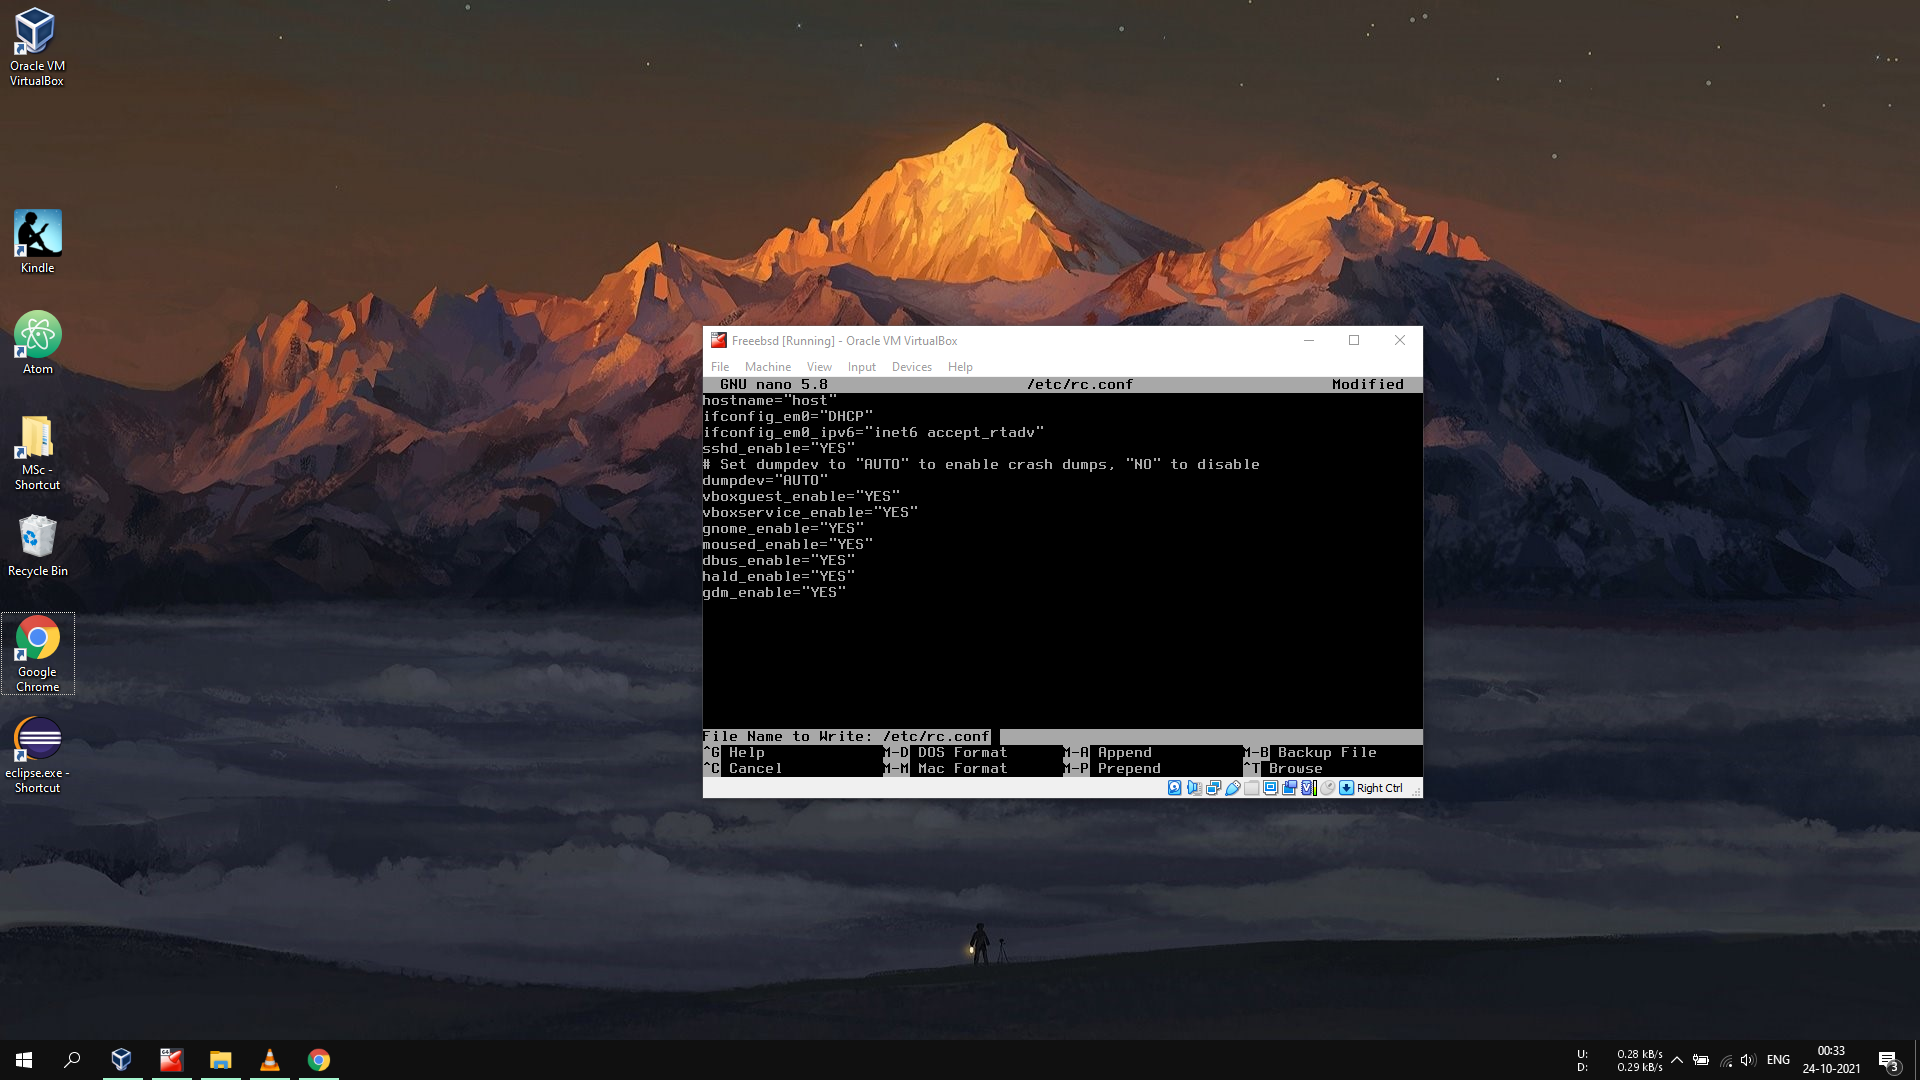 Oracle VM
VirtualBox
Kindle
Atom
MSc -
Shortcut
Recycle Bin
Google
Chrome
eclipse.exe -
Shortcut
Freeebsd [Running] - Oracle VM VirtualBox
File Machine View Input Devices Help
GNU nano 5.8 /etc/rc.conf Modified
hostname="host"
ifconfig_em0="DHCP"
ifconfig_em0_ipv6="inet6 accept_rtadv"
sshd_enable="YES"
# Set dumpdev to "AUTO" to enable crash dumps, "NO" to disable
dumpdev="AUTO"
vboxguest_enable="YES"
vboxservice_enable="YES"
gnome_enable="YES"
moused_enable="YES"
dbus_enable="YES"
hald_enable="YES"
gdm_enable="YES"
File Name to Write: /etc/rc.conf
^G Help M-D DOS Format M-A Append M-B Backup File
^C Cancel M-M Mac Format M-P Prepend ^T Browse
Right Ctrl
U: 0.28 kB/s
D: 0.29 kB/s
ENG
00:33
24-10-2021
3